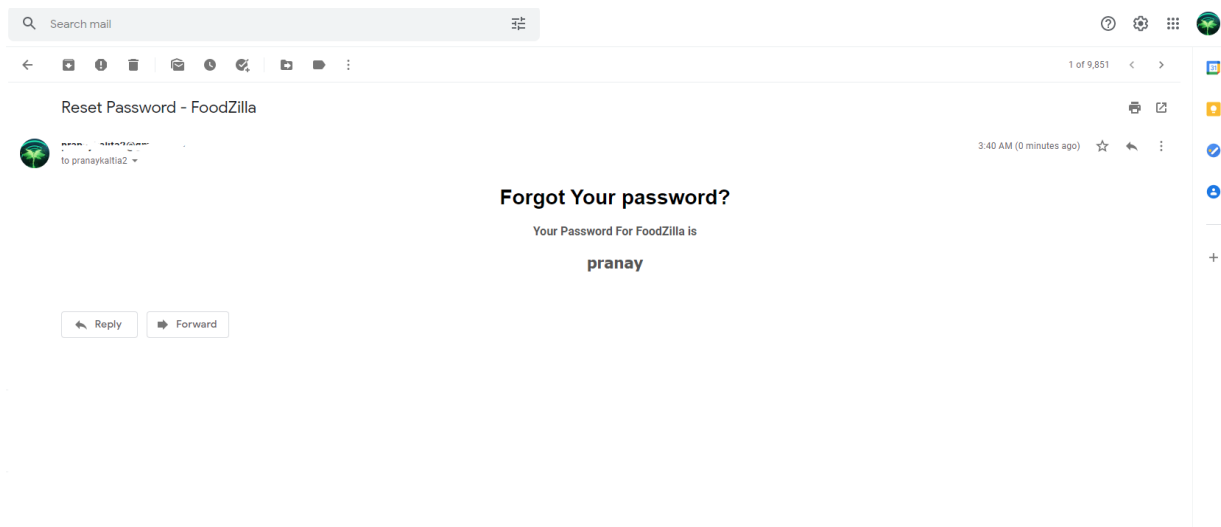 Search mail
1 of 9,851
Reset Password - FoodZilla
3:40 AM (0 minutes ago)
to pranaykaltia2
Forgot Your password?
Your Password For FoodZilla is
pranay
Reply
Forward